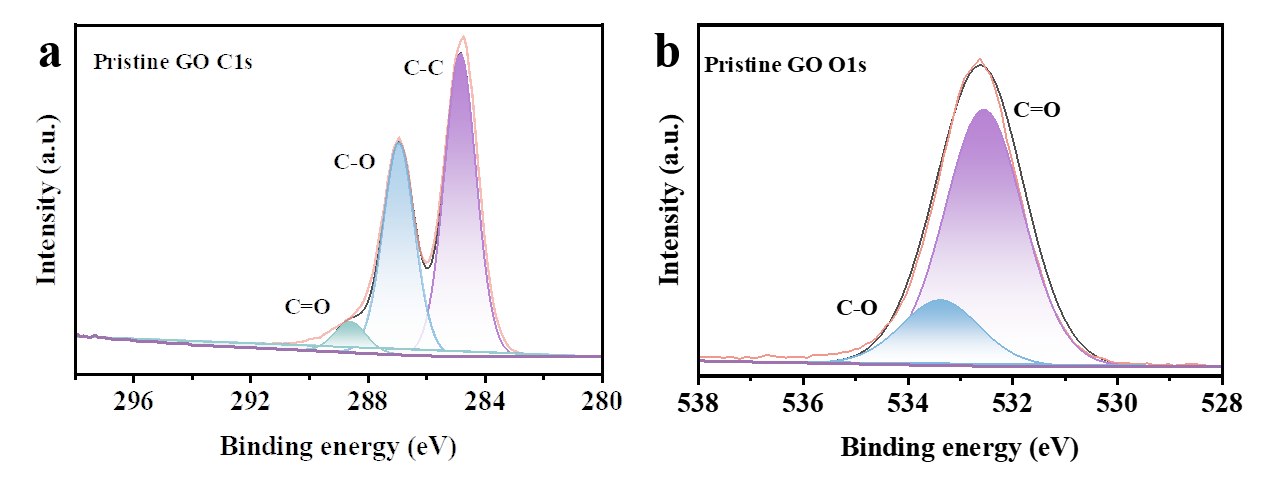 a
Pristine GO C1s
C-C
C-O
C=O
Intensity (a.u.)
296 292 288 284 280
Binding energy (eV)
b
Pristine GO O1s
C=O
C-O
Intensity (a.u.)
538 536 534 532 530 528
Binding energy (eV)